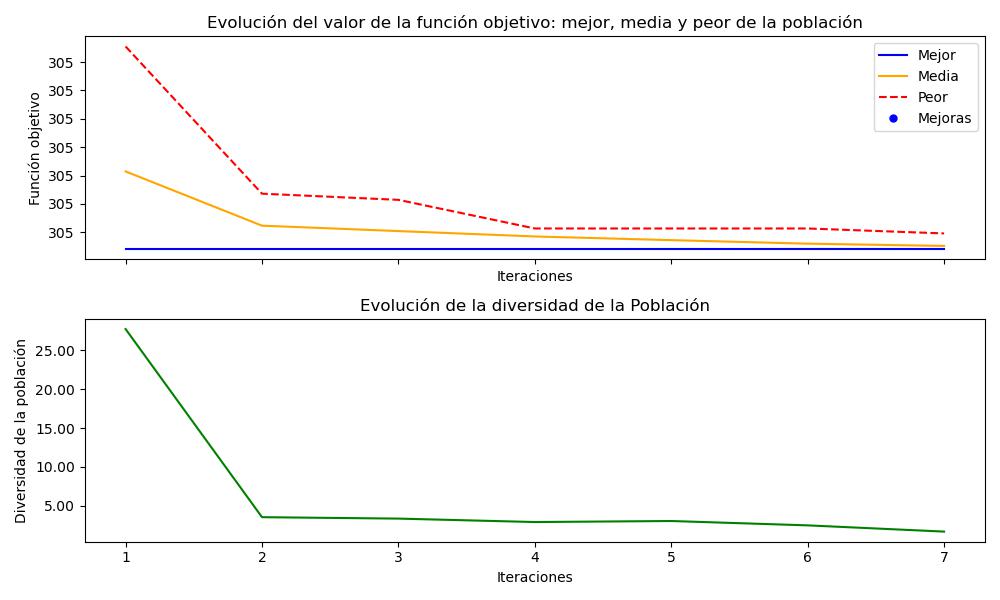 Evolución del valor de la función objetivo: mejor, media y peor de la población
Función objetivo
305
305
305
305
305
305
305
Mejor
Media
Peor
Mejoras
Iteraciones
Evolución de la diversidad de la Población
Diversidad de la población
25.00
20.00
15.00
10.00
5.00
1 2 3 4 5 6 7
Iteraciones